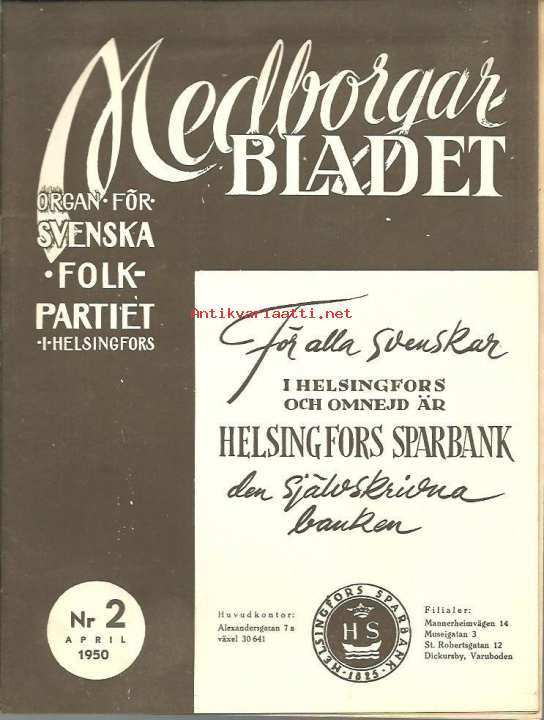 Medborgar-
BLADET
ORGAN·FÖR·
SVENSKA
·FOLK-
PARTIET
·I·HELSINGFORS
Antikvariaatti.net
För alla svenskar
I HELSINGFORS
OCH OMNEJD ÄR
HELSINGFORS SPARBANK
den självskrivna
banken
Nr 2
APRIL
1950
Huvudkontor:
Alexandersgatan 7 a
växel 30 641
HELSINGFORS SPARBANK
HS
·1825·
Filialer:
Mannerheimvägen 14
Museigatan 3
St. Robertsgatan 12
Dickursby, Varuboden